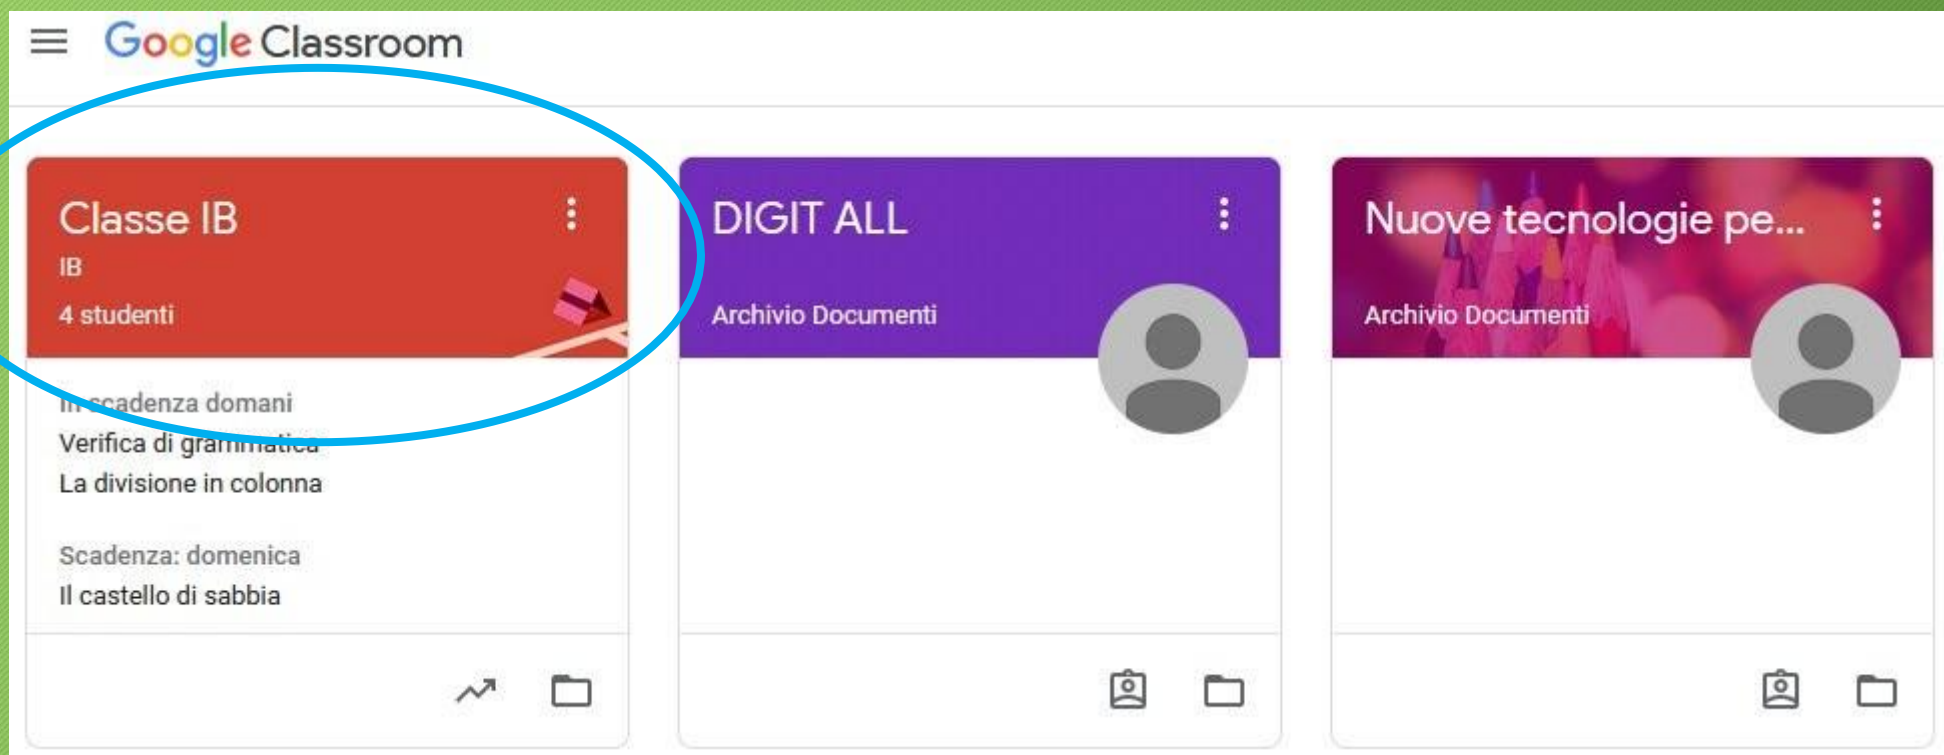 Google Classroom
Classe IB
IB
4 studenti
In scadenza domani
Verifica di grammatica
La divisione in colonna
Scadenza: domenica
Il castello di sabbia
DIGIT ALL
Archivio Documenti
Nuove tecnologie pe...
Archivio Documenti